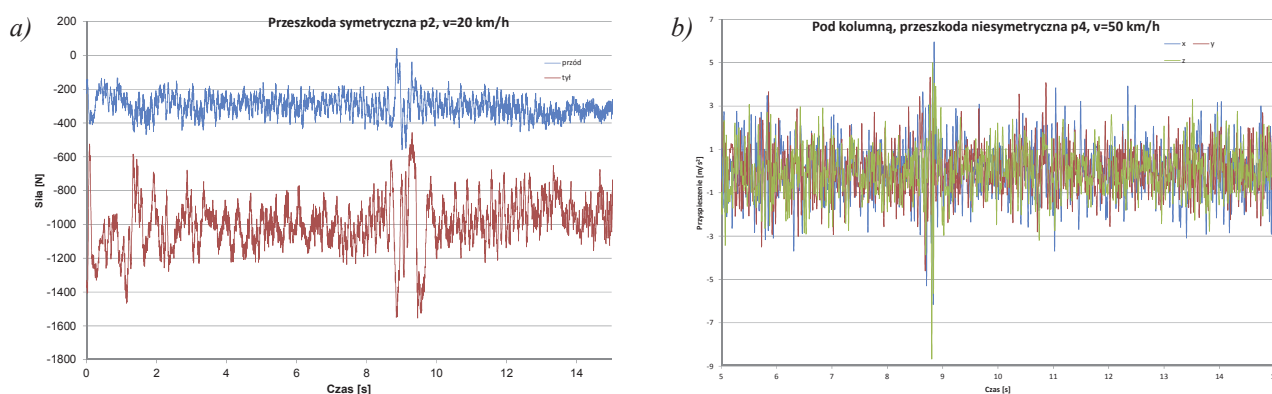 a)
Przeszkoda symetryczna p2, v=20 km/h
przód
tył
200
0
-200
-400
-600
-800
-1000
-1200
-1400
-1600
-1800
Siła [N]
0 2 4 6 8 10 12 14
Czas [s]
b)
Pod kolumną, przeszkoda niesymetryczna p4, v=50 km/h
x y
z
7
5
3
1
-1
-3
-5
-7
-9
Przyspieszenie [m/s²]
5 6 7 8 9 10 11 12 13 14
Czas [s]